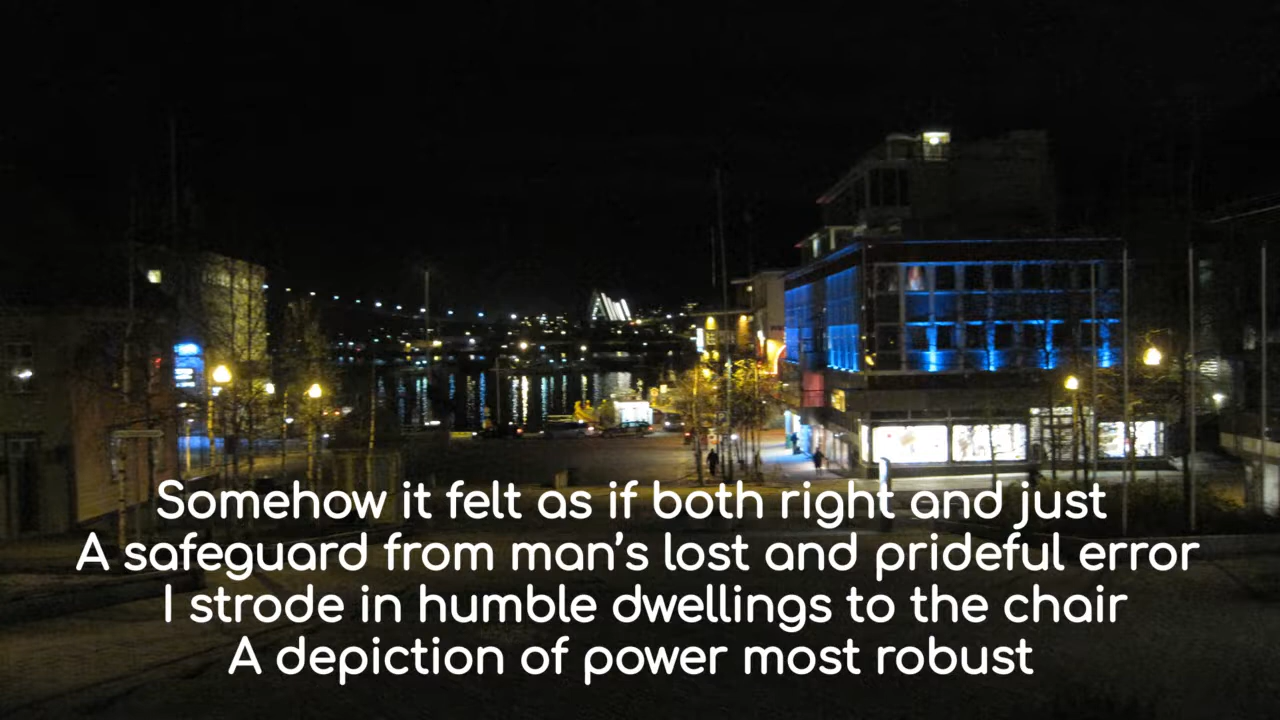 Somehow it felt as if both right and just
A safeguard from man's lost and prideful error
I strode in humble dwellings to the chair
A depiction of power most robust